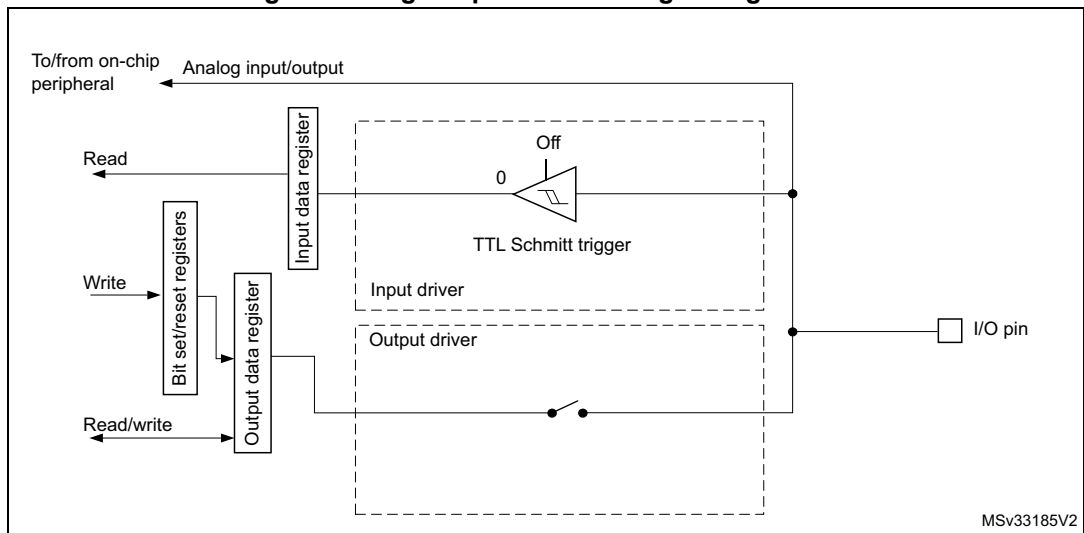 To/from on-chip
peripheral
Analog input/output
Read
Input data register
Off
0
TTL Schmitt trigger
Input driver
Write
Bit set/reset registers
Output data register
Read/write
Output driver
I/O pin
MSv33185V2